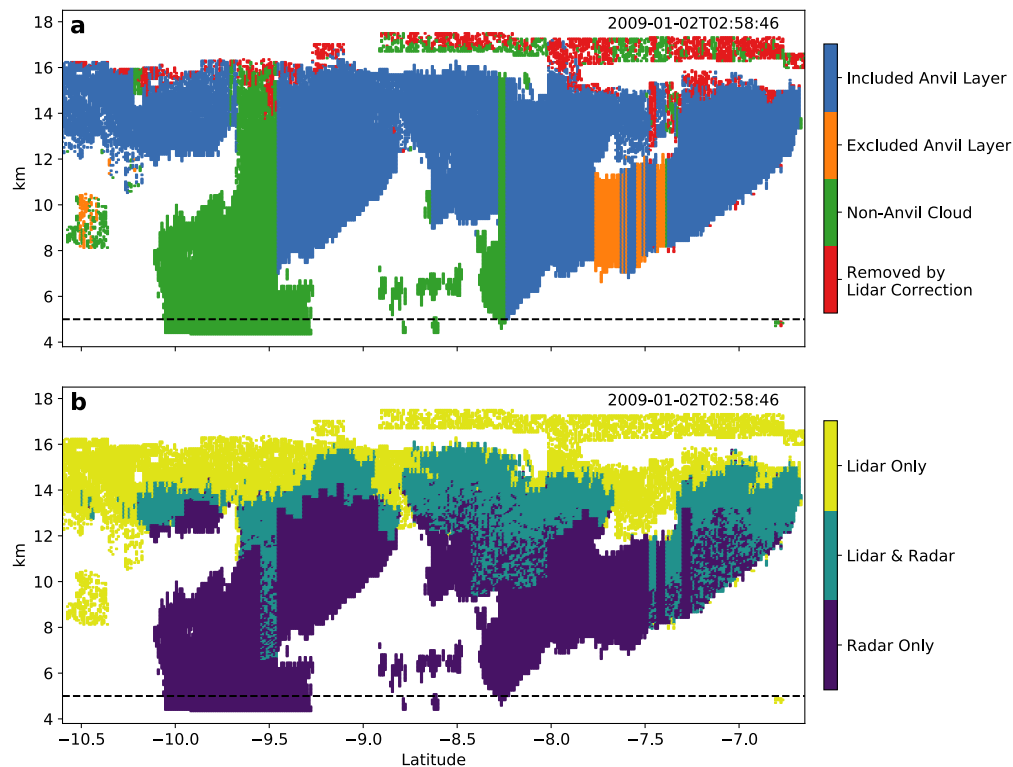 a
2009-01-02T02:58:46
18
16
14
12
10
8
6
4
km
Included Anvil Layer
Excluded Anvil Layer
Non-Anvil Cloud
Removed by
Lidar Correction
b
2009-01-02T02:58:46
18
16
14
12
10
8
6
4
km
−10.5
−10.0
−9.5
−9.0
−8.5
−8.0
−7.5
−7.0
Latitude
Lidar Only
Lidar & Radar
Radar Only